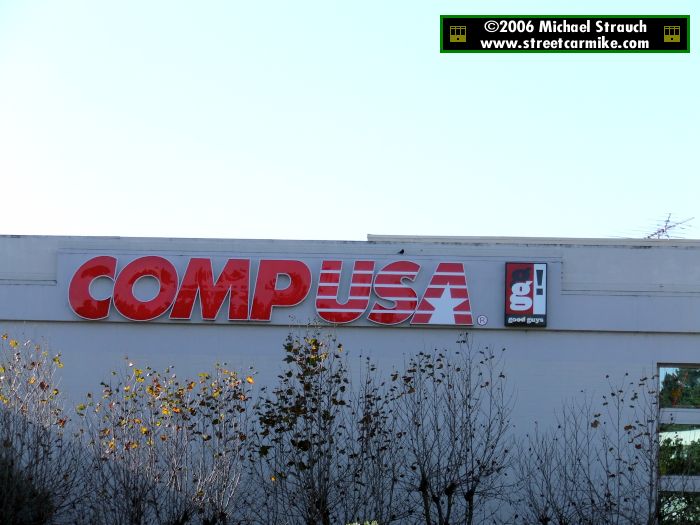 ©2006 Michael Strauch
www.streetcarmike.com
COMPUSA®
g!
good guys